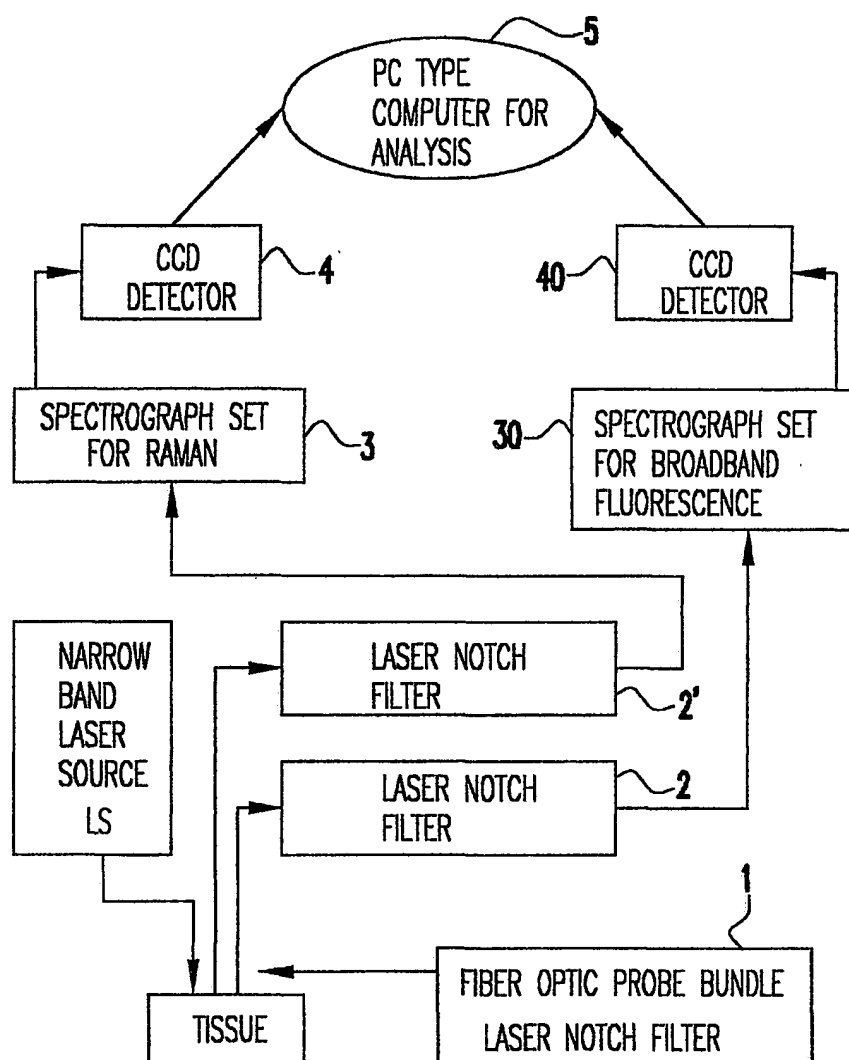 5
PC TYPE
COMPUTER FOR
ANALYSIS
CCD
DETECTOR
4
40
CCD
DETECTOR
SPECTROGRAPH SET
FOR RAMAN
3
30
SPECTROGRAPH SET
FOR BROADBAND
FLUORESCENCE
NARROW
BAND
LASER
SOURCE
LS
LASER NOTCH
FILTER
2'
LASER NOTCH
FILTER
2
1
TISSUE
FIBER OPTIC PROBE BUNDLE
LASER NOTCH FILTER